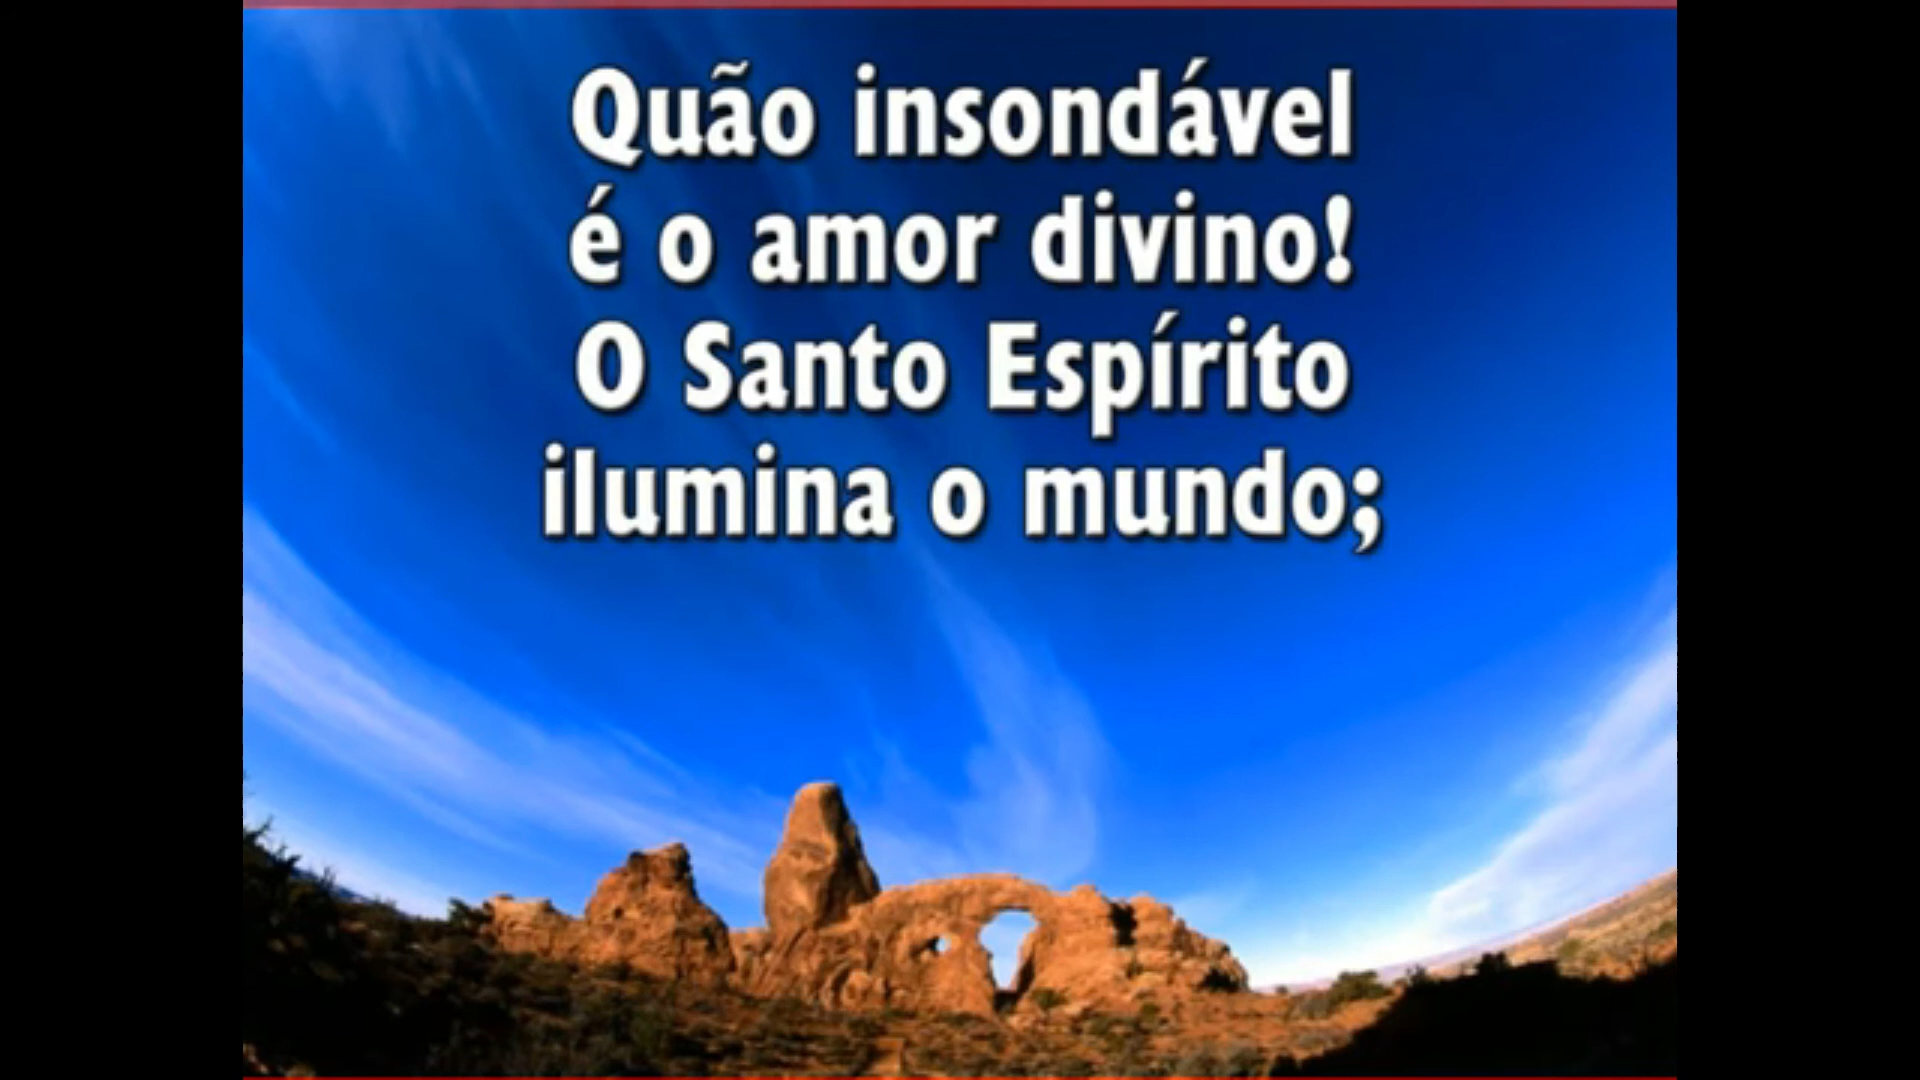 Quão insondável
é o amor divino!
O Santo Espírito
ilumina o mundo;